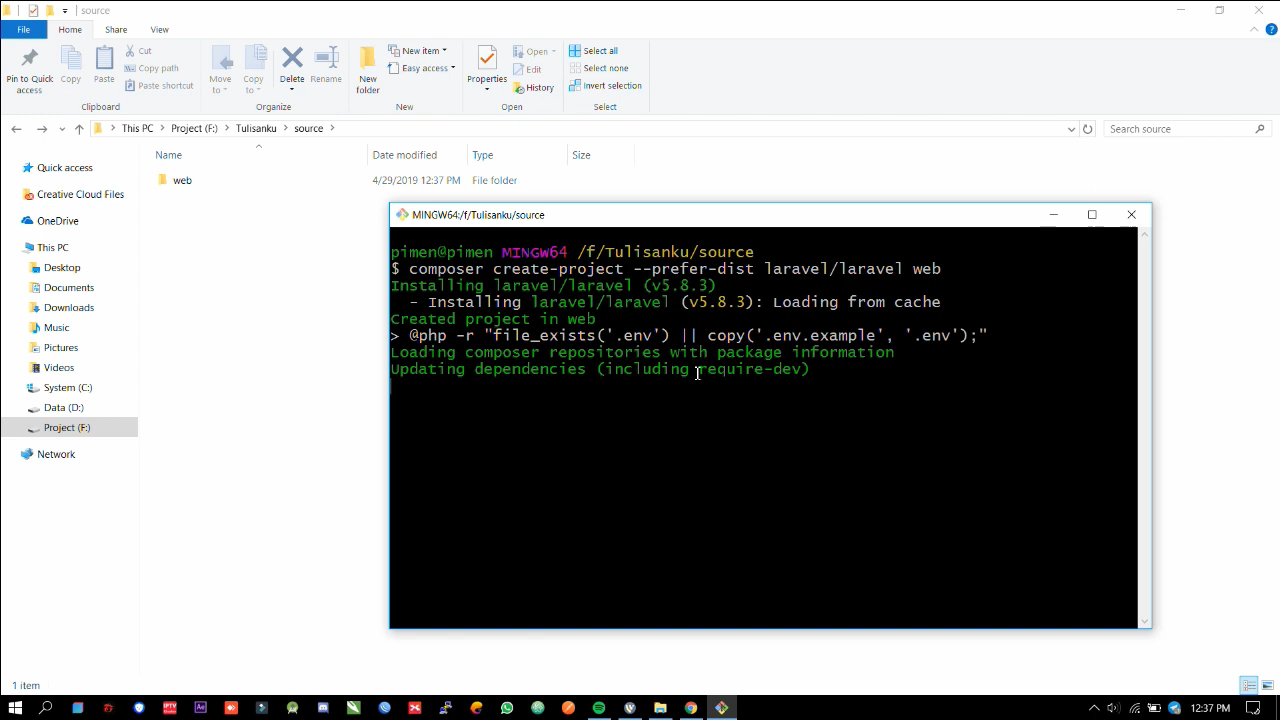 source
File Home Share View
Pin to Quick access
Copy
Paste
Cut
Copy path
Paste shortcut
Clipboard
Move to
Copy to
Delete
Rename
Organize
New folder
New item
Easy access
New
Properties
Open
Edit
History
Open
Select all
Select none
Invert selection
Select
This PC Project (F:) Tulisanku source
Search source
Name Date modified Type Size
web 4/29/2019 12:37 PM File folder
Quick access
Creative Cloud Files
OneDrive
This PC
Desktop
Documents
Downloads
Music
Pictures
Videos
System (C:)
Data (D:)
Project (F:)
Network
MINGW64:/f/Tulisanku/source
pimen@pimen MINGW64 /f/Tulisanku/source
$ composer create-project --prefer-dist laravel/laravel web
Installing laravel/laravel (v5.8.3)
- Installing laravel/laravel (v5.8.3): Loading from cache
Created project in web
> @php -r "file_exists('.env') || copy('.env.example', '.env');"
Loading composer repositories with package information
Updating dependencies (including require-dev)
1 item
IPTV
Ae
12:37 PM